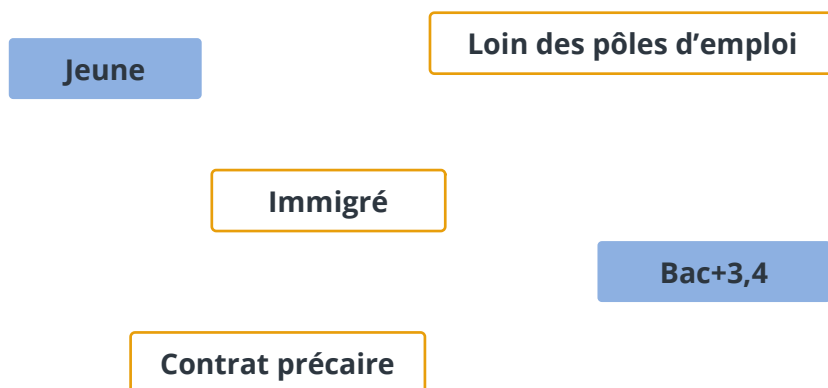 Loin des pôles d’emploi
Jeune
Immigré
Bac+3,4
Contrat précaire